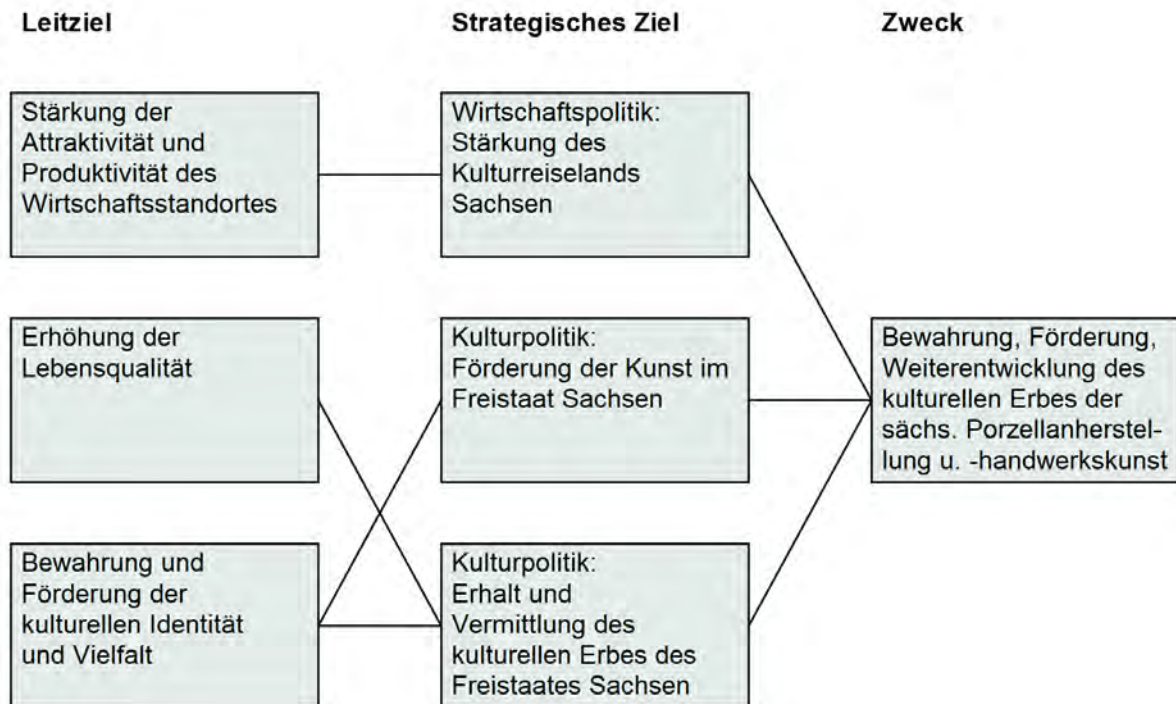 Leitziel
Strategisches Ziel
Zweck
Stärkung der
Attraktivität und
Produktivität des
Wirtschaftsstandortes
Wirtschaftspolitik:
Stärkung des
Kulturreiselands
Sachsen
Erhöhung der
Lebensqualität
Kulturpolitik:
Förderung der Kunst im
Freistaat Sachsen
Bewahrung, Förderung,
Weiterentwicklung des
kulturellen Erbes der
sächs. Porzellanherstel-
lung u. -handwerkskunst
Bewahrung und
Förderung der
kulturellen Identität
und Vielfalt
Kulturpolitik:
Erhalt und
Vermittlung des
kulturellen Erbes des
Freistaates Sachsen